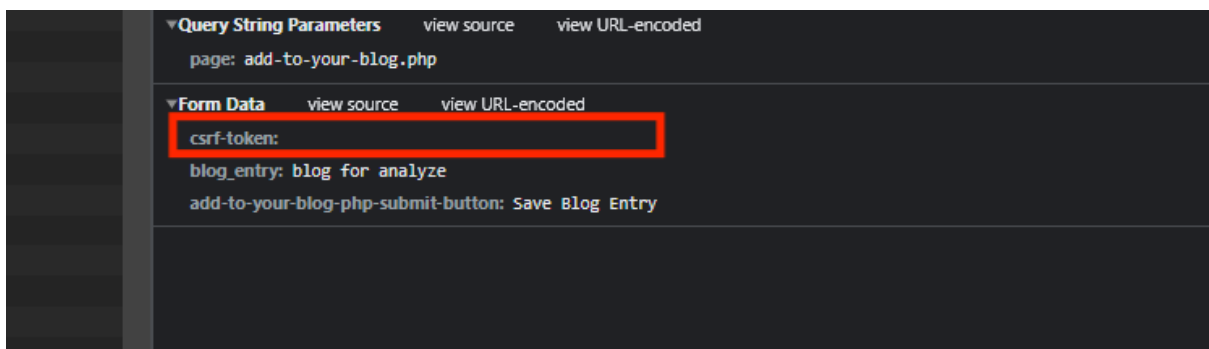 ▼Query String Parameters view source view URL-encoded
page: add-to-your-blog.php
▼Form Data view source view URL-encoded
csrf-token:
blog_entry: blog for analyze
add-to-your-blog-php-submit-button: Save Blog Entry